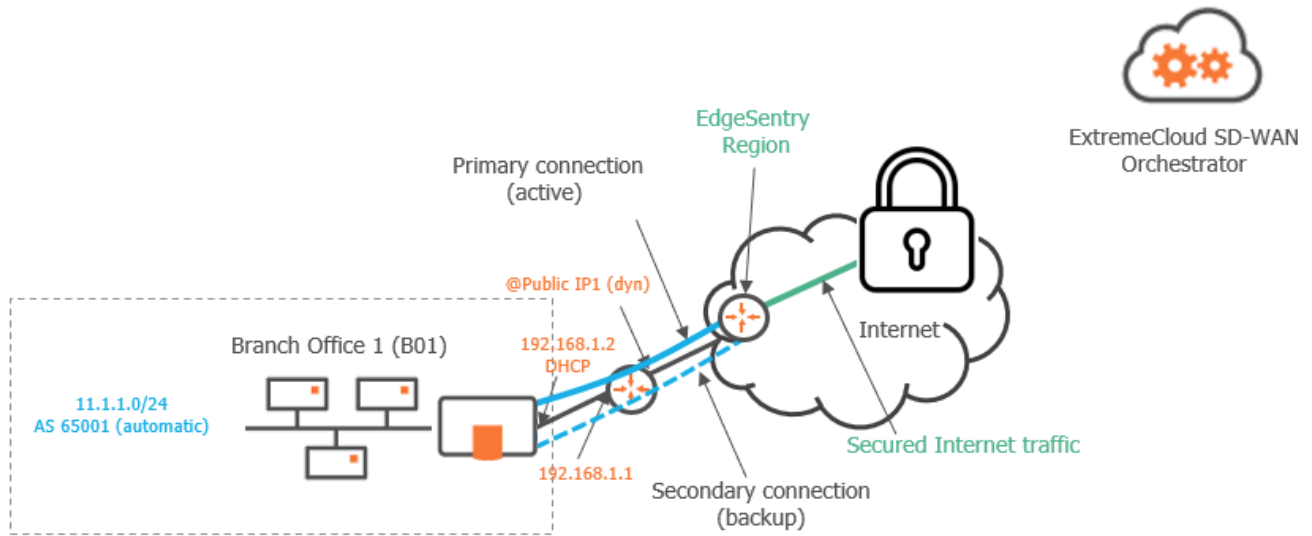 ExtremeCloud SD-WAN
Orchestrator
EdgeSentry
Region
Primary connection
(active)
@Public IP1 (dyn)
Internet
Branch Office 1 (B01)
192.168.1.2
DHCP
11.1.1.0/24
AS 65001 (automatic)
192.168.1.1
Secured Internet traffic
Secondary connection
(backup)